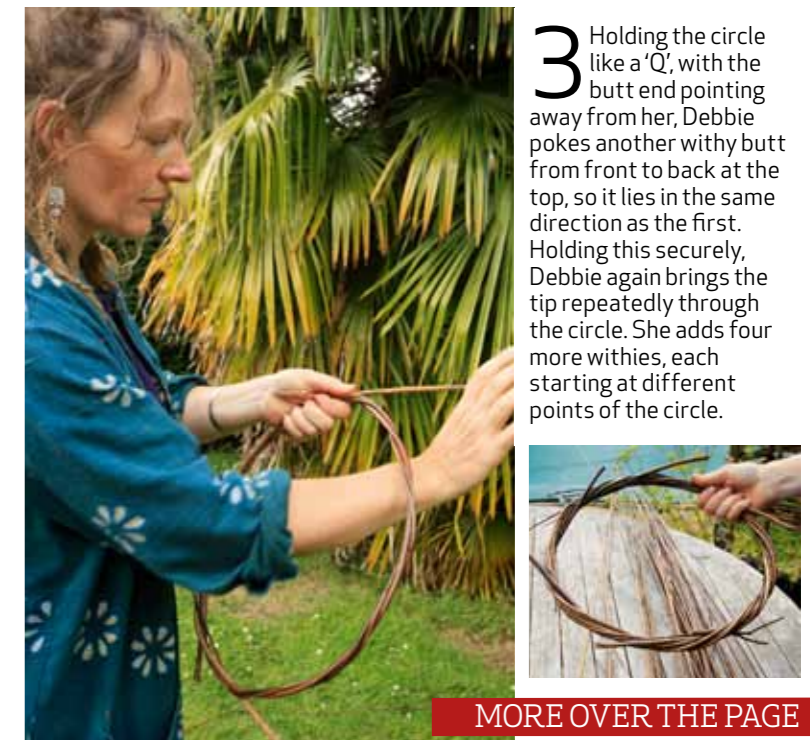 3 Holding the circle
like a 'Q', with the
butt end pointing
away from her, Debbie
pokes another withy butt
from front to back at the
top, so it lies in the same
direction as the first.
Holding this securely,
Debbie again brings the
tip repeatedly through
the circle. She adds four
more withies, each
starting at different
points of the circle.
MORE OVER THE PAGE